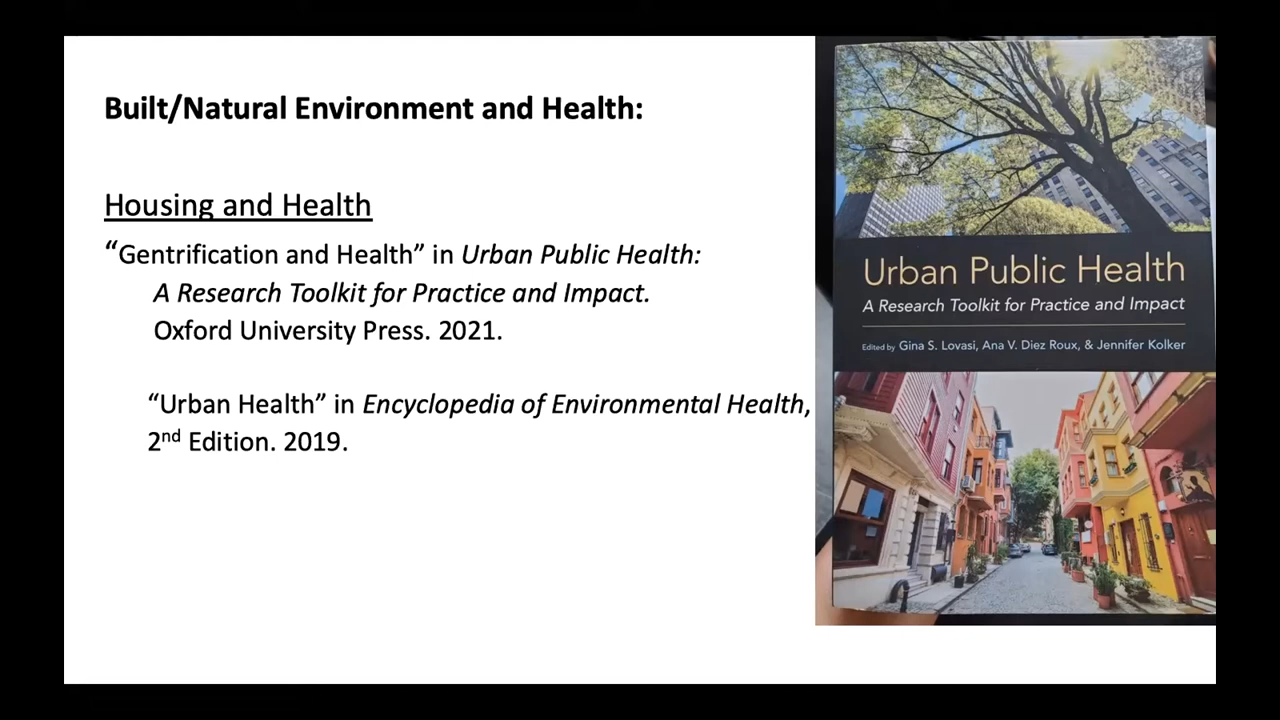 Built/Natural Environment and Health:
Housing and Health
“Gentrification and Health” in Urban Public Health:
A Research Toolkit for Practice and Impact.
Oxford University Press. 2021.
“Urban Health” in Encyclopedia of Environmental Health,
2nd Edition. 2019.
Urban Public Health
A Research Toolkit for Practice and Impact
Edited by Gina S. Lovasi, Ana V. Diez Roux, & Jennifer Kolker